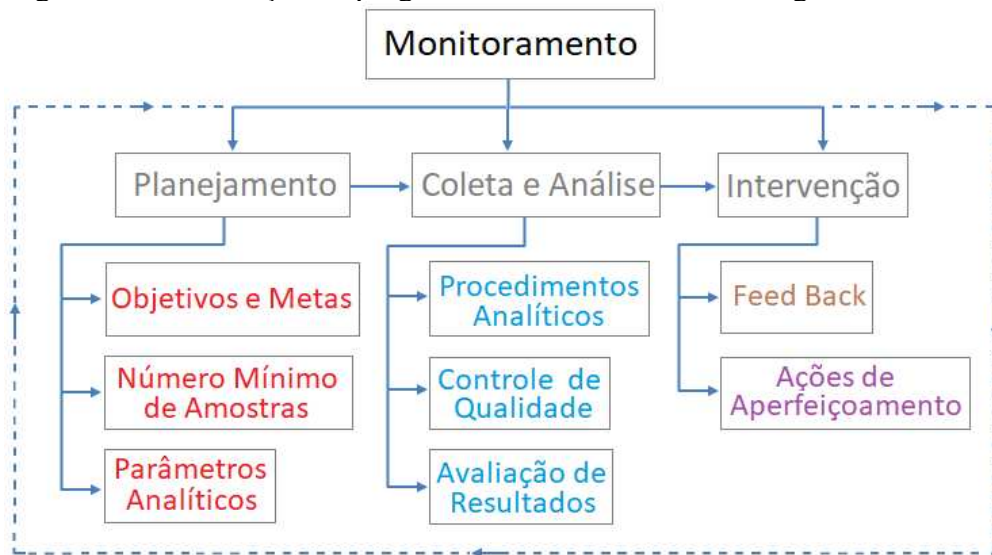 Monitoramento
Planejamento
Coleta e Análise
Intervenção
Objetivos e Metas
Número Mínimo
de Amostras
Parâmetros
Analíticos
Procedimentos
Analíticos
Controle de
Qualidade
Avaliação de
Resultados
Feed Back
Ações de
Aperfeiçoamento